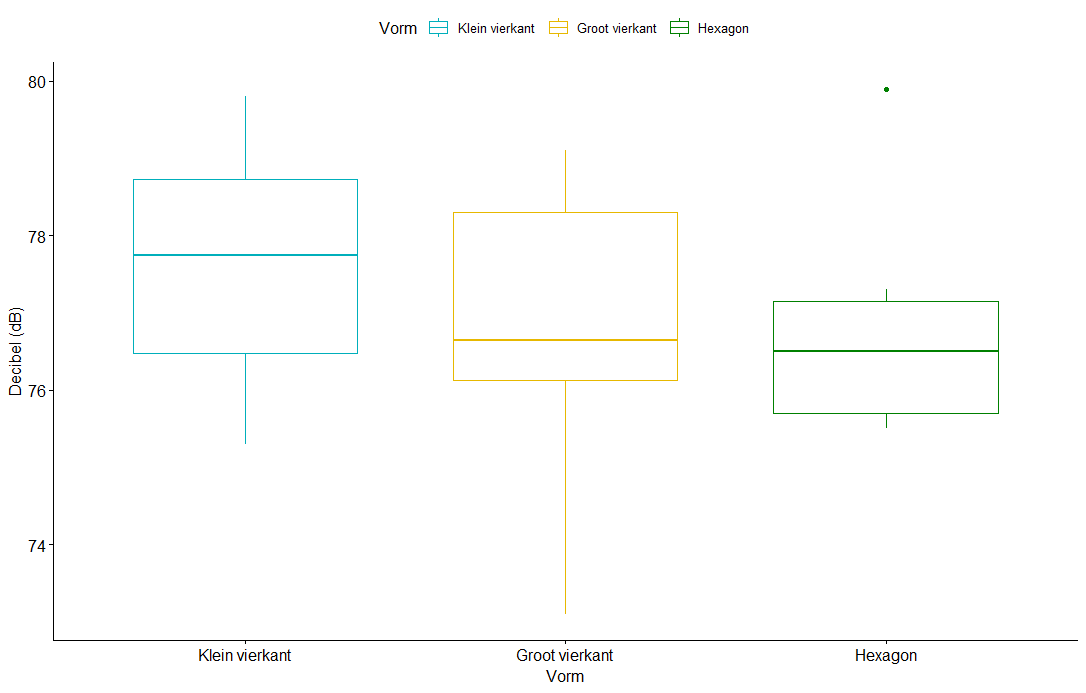 Vorm Klein vierkant Groot vierkant Hexagon
80
78
76
74
Decibel (dB)
Klein vierkant Groot vierkant Hexagon
Vorm